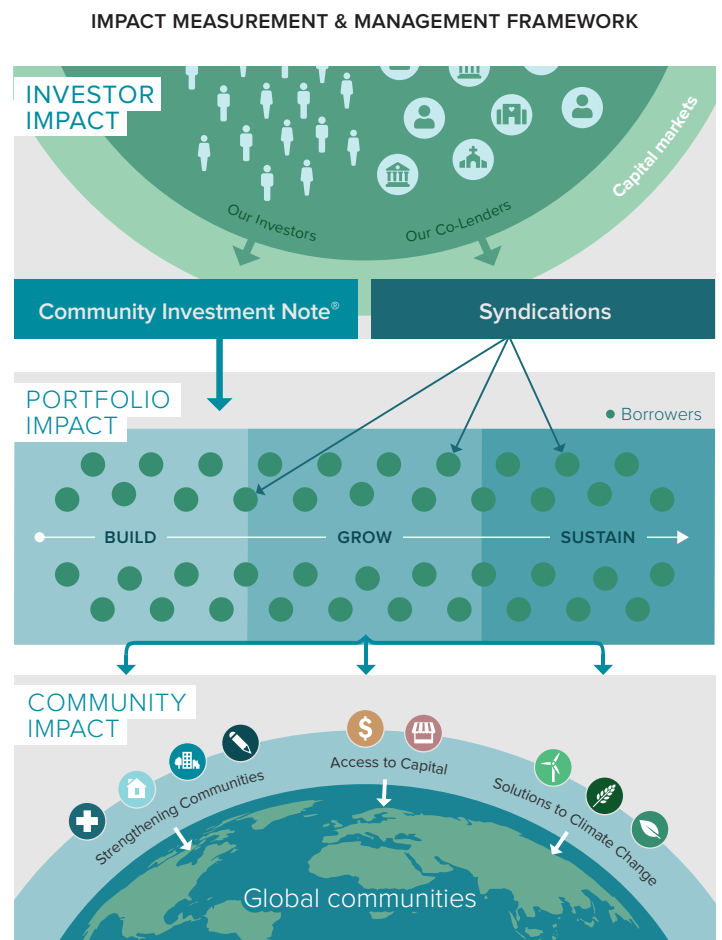 IMPACT MEASUREMENT & MANAGEMENT FRAMEWORK
INVESTOR
IMPACT
Capital markets
Our Investors
Our Co-Lenders
Community Investment Note®
Syndications
PORTFOLIO
IMPACT
Borrowers
BUILD
GROW
SUSTAIN
COMMUNITY
IMPACT
Strengthening Communities
Access to Capital
Solutions to Climate Change
$
Global communities